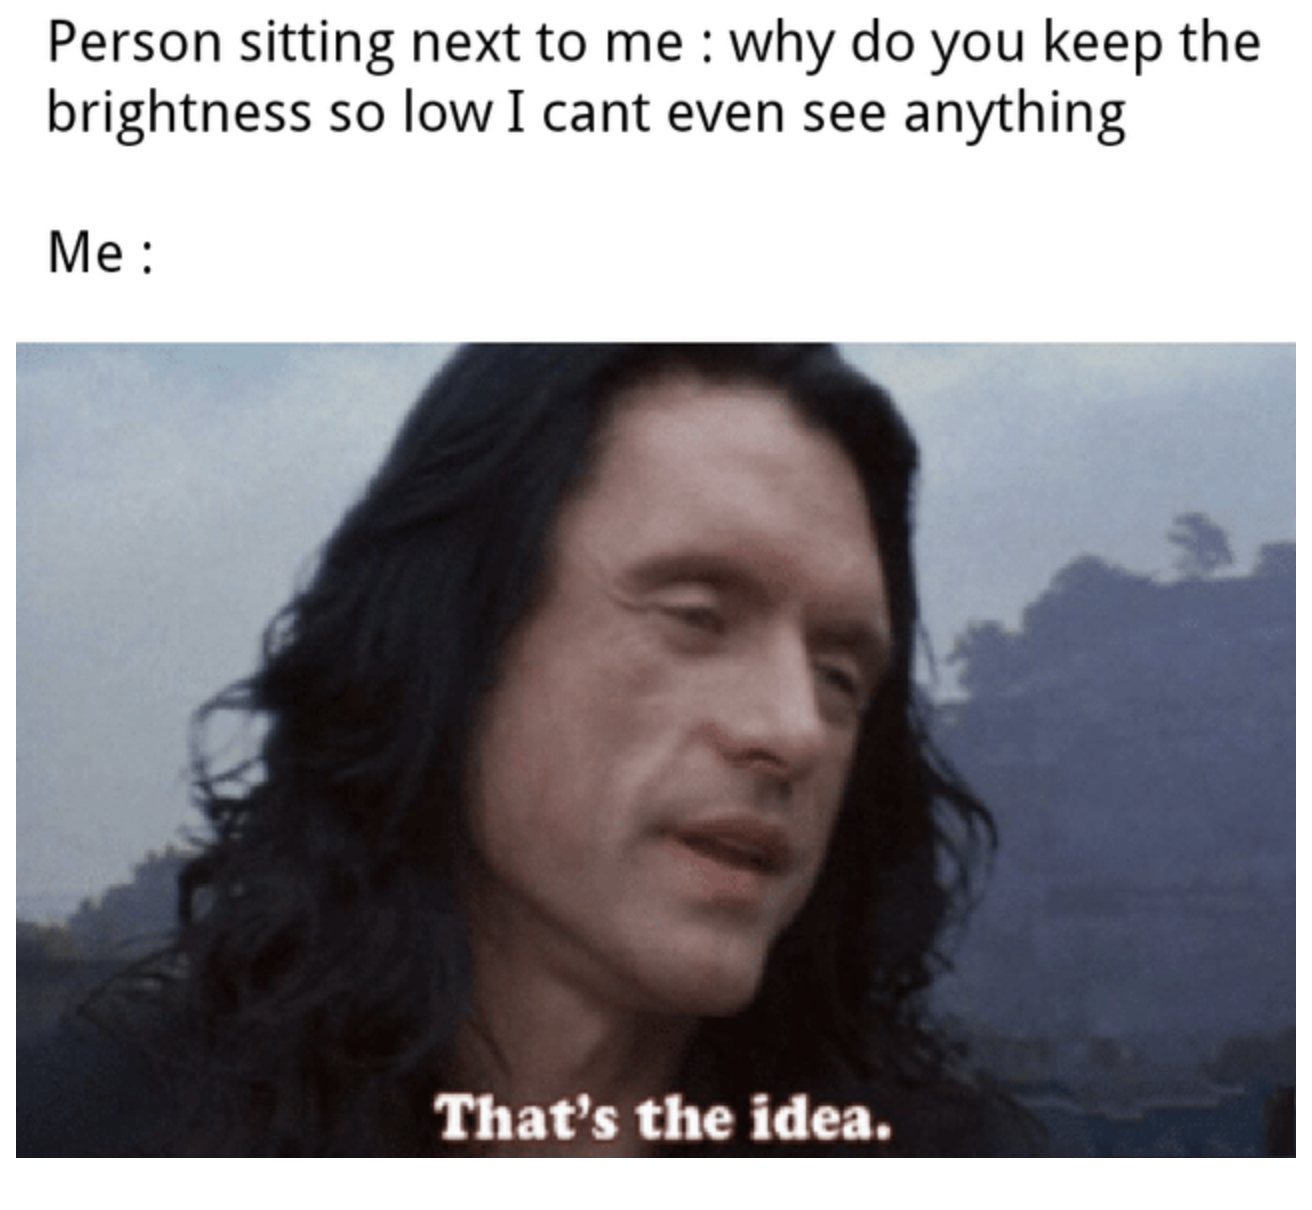 Person sitting next to me : why do you keep the
brightness so low I cant even see anything
Me :
That's the idea.